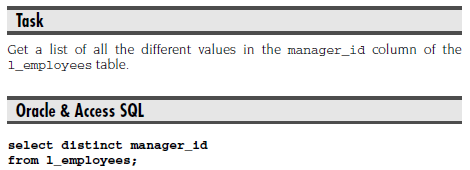 Task
Get a list of all the different values in the manager_id column of the
l_employees table.
Oracle & Access SQL
select distinct manager_id
from l_employees;